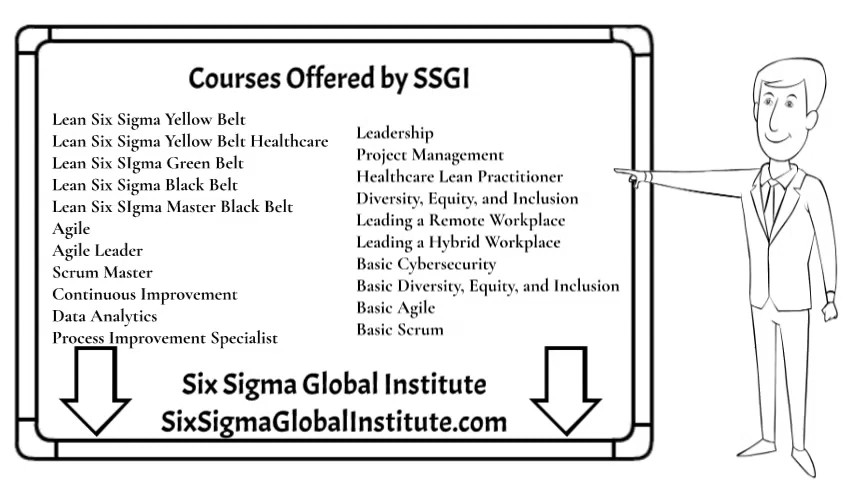 Courses Offered by SSGI
Lean Six Sigma Yellow Belt
Lean Six Sigma Yellow Belt Healthcare
Lean Six SIgma Green Belt
Lean Six Sigma Black Belt
Lean Six SIgma Master Black Belt
Agile
Agile Leader
Scrum Master
Continuous Improvement
Data Analytics
Process Improvement Specialist
Leadership
Project Management
Healthcare Lean Practitioner
Diversity, Equity, and Inclusion
Leading a Remote Workplace
Leading a Hybrid Workplace
Basic Cybersecurity
Basic Diversity, Equity, and Inclusion
Basic Agile
Basic Scrum
Six Sigma Global Institute
SixSigmaGlobalInstitute.com